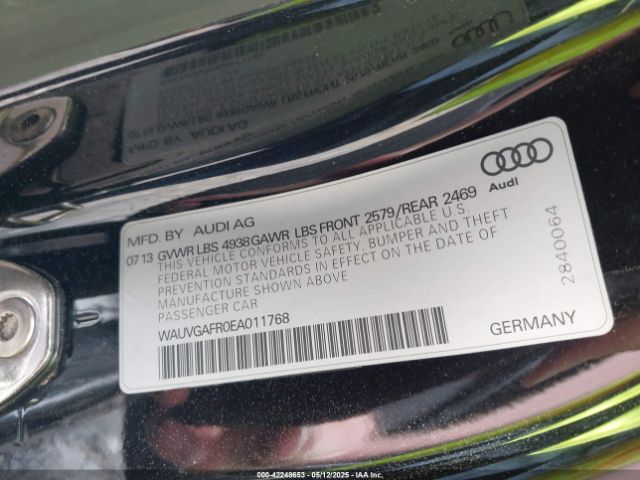 Audi
MFD. BY AUDI AG
0713 GVWR LBS 4938 GAWR LBS FRONT 2579/REAR 2469
THIS VEHICLE CONFORMS TO ALL APPLICABLE U.S.
FEDERAL MOTOR VEHICLE SAFETY, BUMPER AND THEFT
PREVENTION STANDARDS IN EFFECT ON THE DATE OF
MANUFACTURE SHOWN ABOVE
PASSENGER CAR
WAUVGAFR0EA011768
GERMANY
2840064
000-42248653 - 05/12/2025 - IAA Inc.